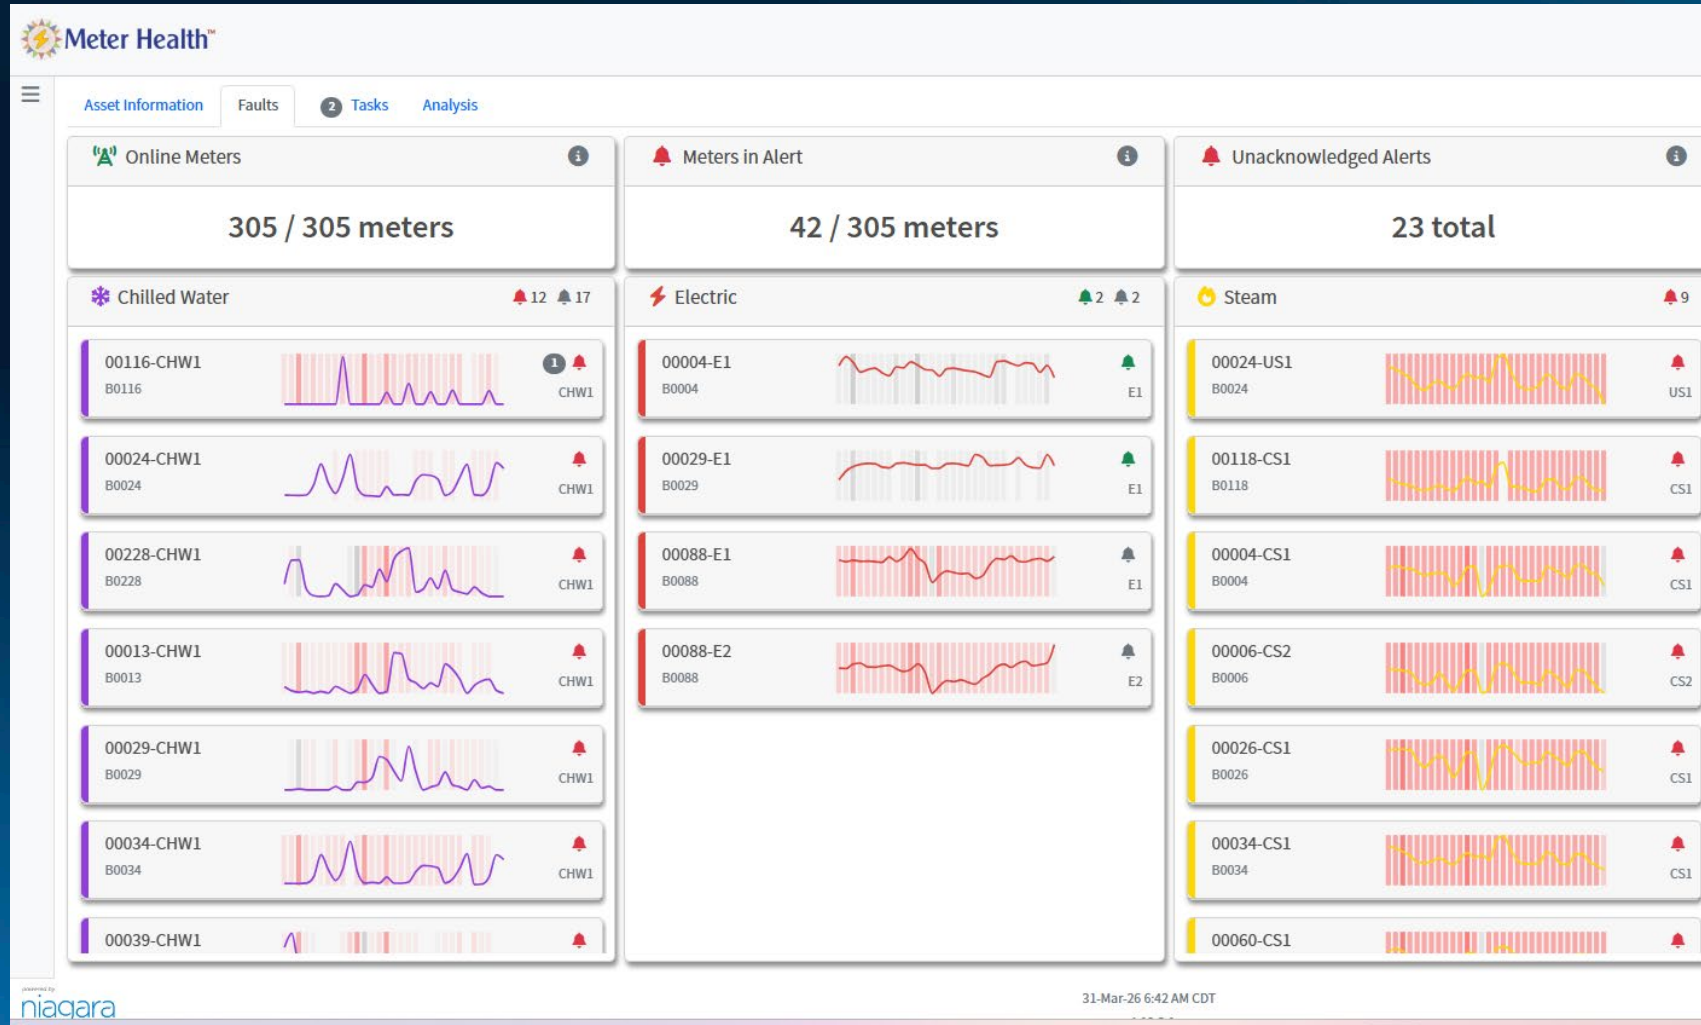 Meter Health™
Asset Information Faults 2 Tasks Analysis
Online Meters
305 / 305 meters
Meters in Alert
42 / 305 meters
Unacknowledged Alerts
23 total
Chilled Water 12 17
00116-CHW1 1
B0116 CHW1
00024-CHW1
B0024 CHW1
00228-CHW1
B0228 CHW1
00013-CHW1
B0013 CHW1
00029-CHW1
B0029 CHW1
00034-CHW1
B0034 CHW1
00039-CHW1
Electric 2 2
00004-E1
B0004 E1
00029-E1
B0029 E1
00088-E1
B0088 E1
00088-E2
B0088 E2
Steam 9
00024-US1
B0024 US1
00118-CS1
B0118 CS1
00004-CS1
B0004 CS1
00006-CS2
B0006 CS2
00026-CS1
B0026 CS1
00034-CS1
B0034 CS1
00060-CS1
powered by
niagara
31-Mar-26 6:42 AM CDT